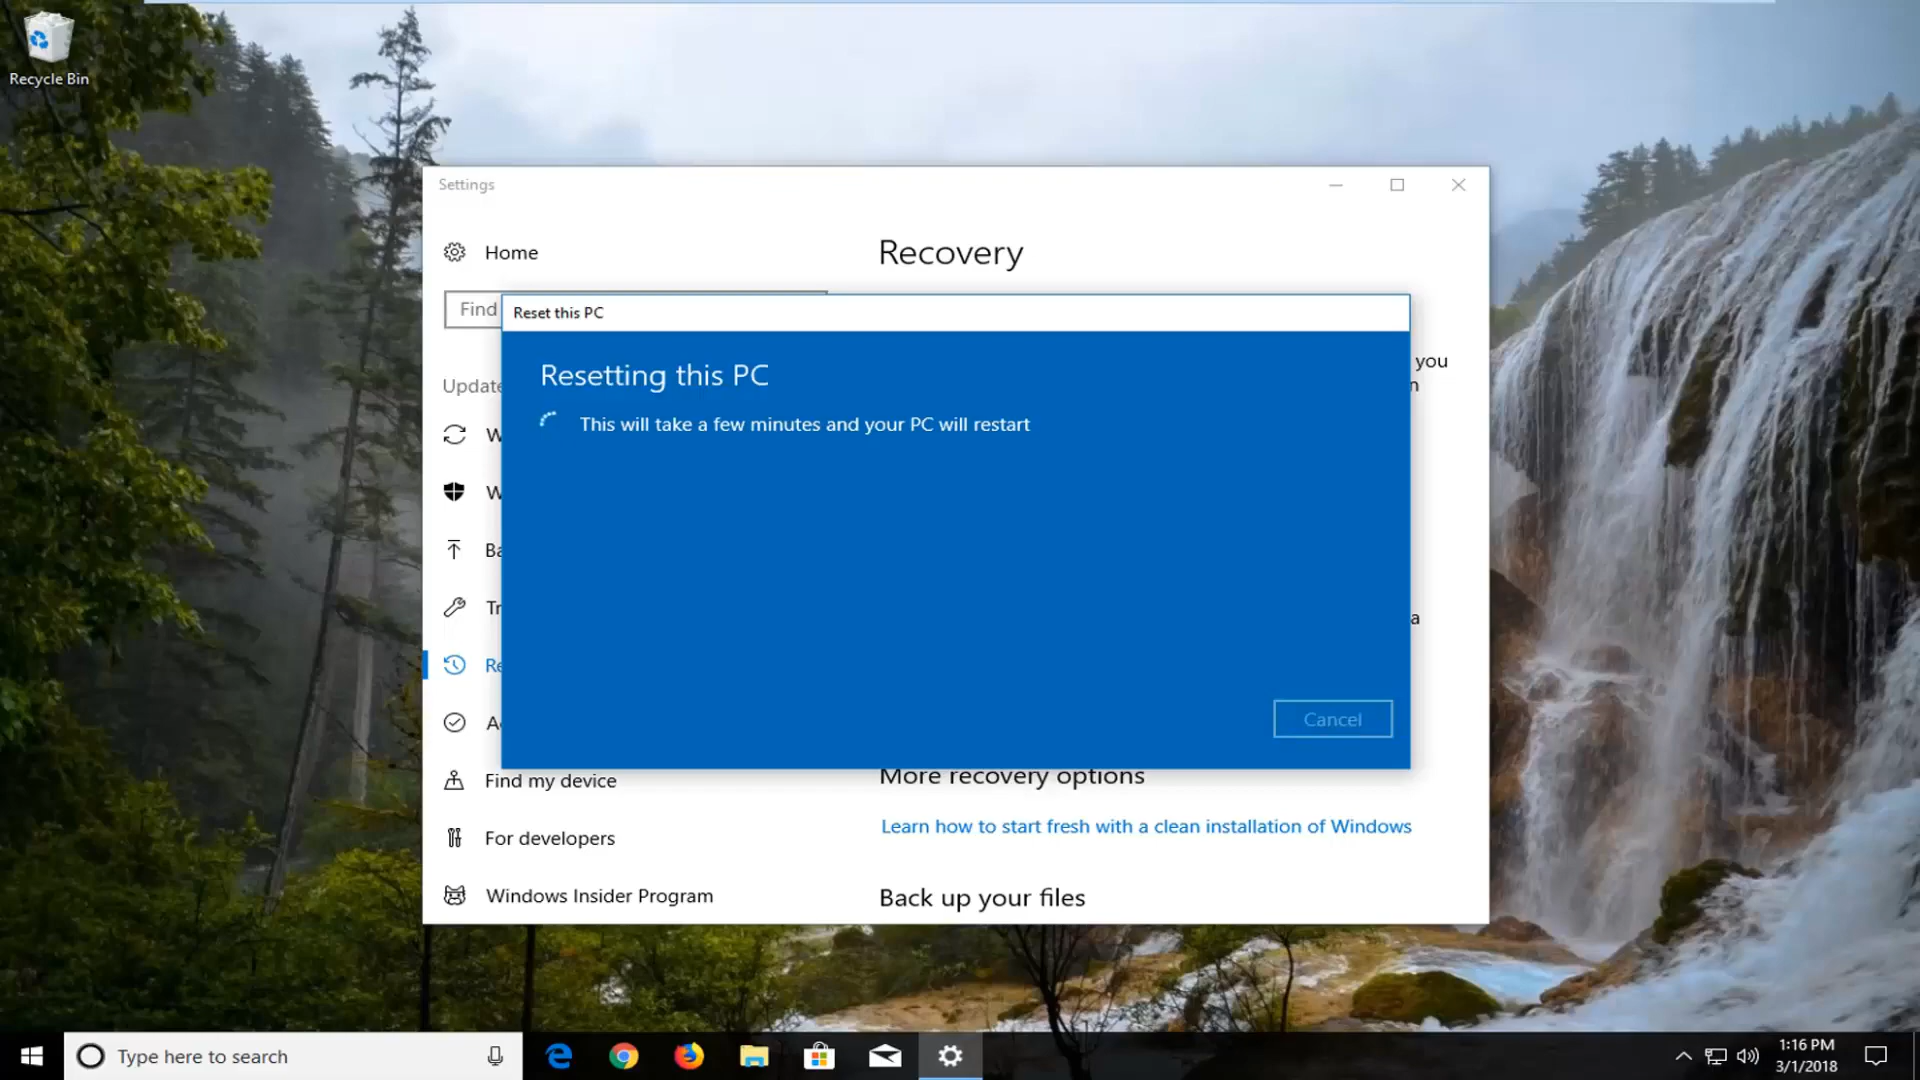 Recycle Bin
Settings
Home
Find
Update
W
W
Ba
Tr
Re
A
Find my device
For developers
Windows Insider Program
Recovery
you
n
a
Reset this PC
Resetting this PC
This will take a few minutes and your PC will restart
Cancel
More recovery options
Learn how to start fresh with a clean installation of Windows
Back up your files
Type here to search
1:16 PM
3/1/2018